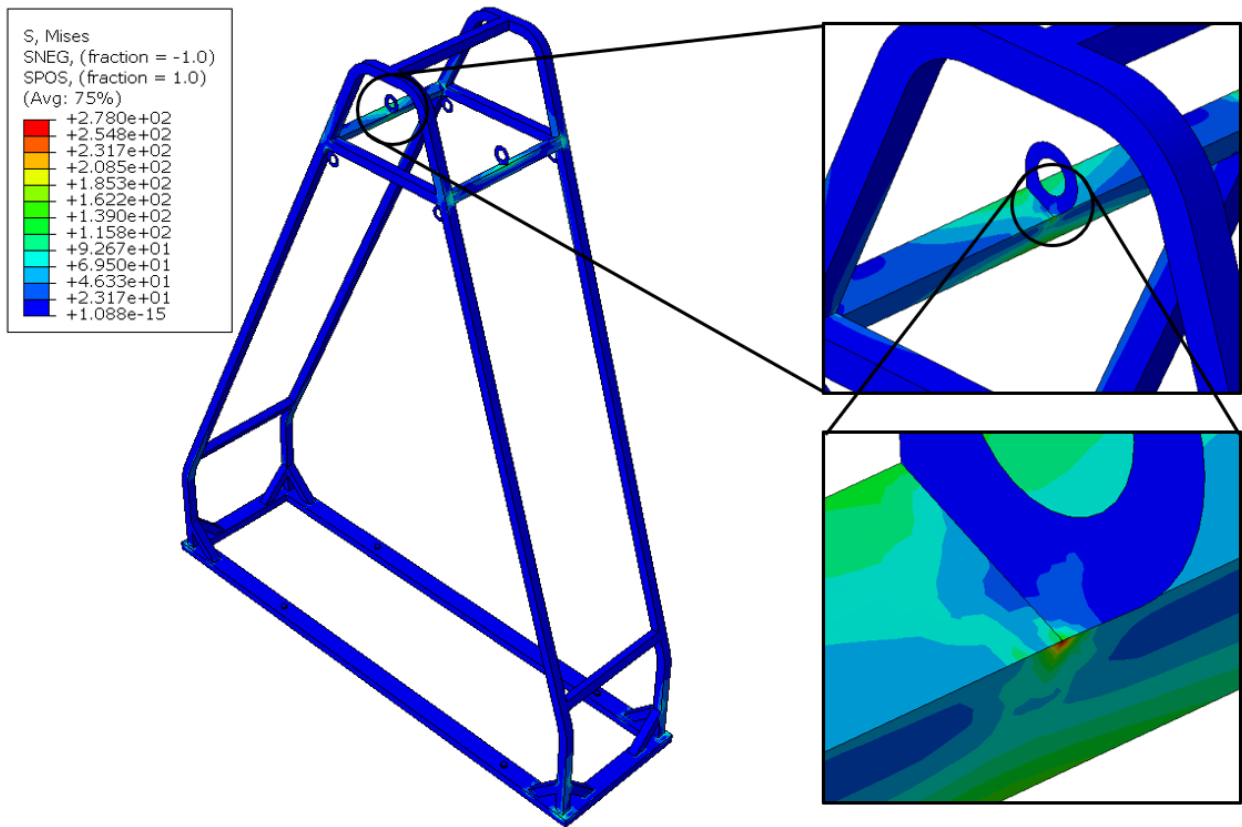 S, Mises
SNEG, (fraction = -1.0)
SPOS, (fraction = 1.0)
(Avg: 75%)
+2.780e+02
+2.548e+02
+2.317e+02
+2.085e+02
+1.853e+02
+1.622e+02
+1.390e+02
+1.158e+02
+9.267e+01
+6.950e+01
+4.633e+01
+2.317e+01
+1.088e-15